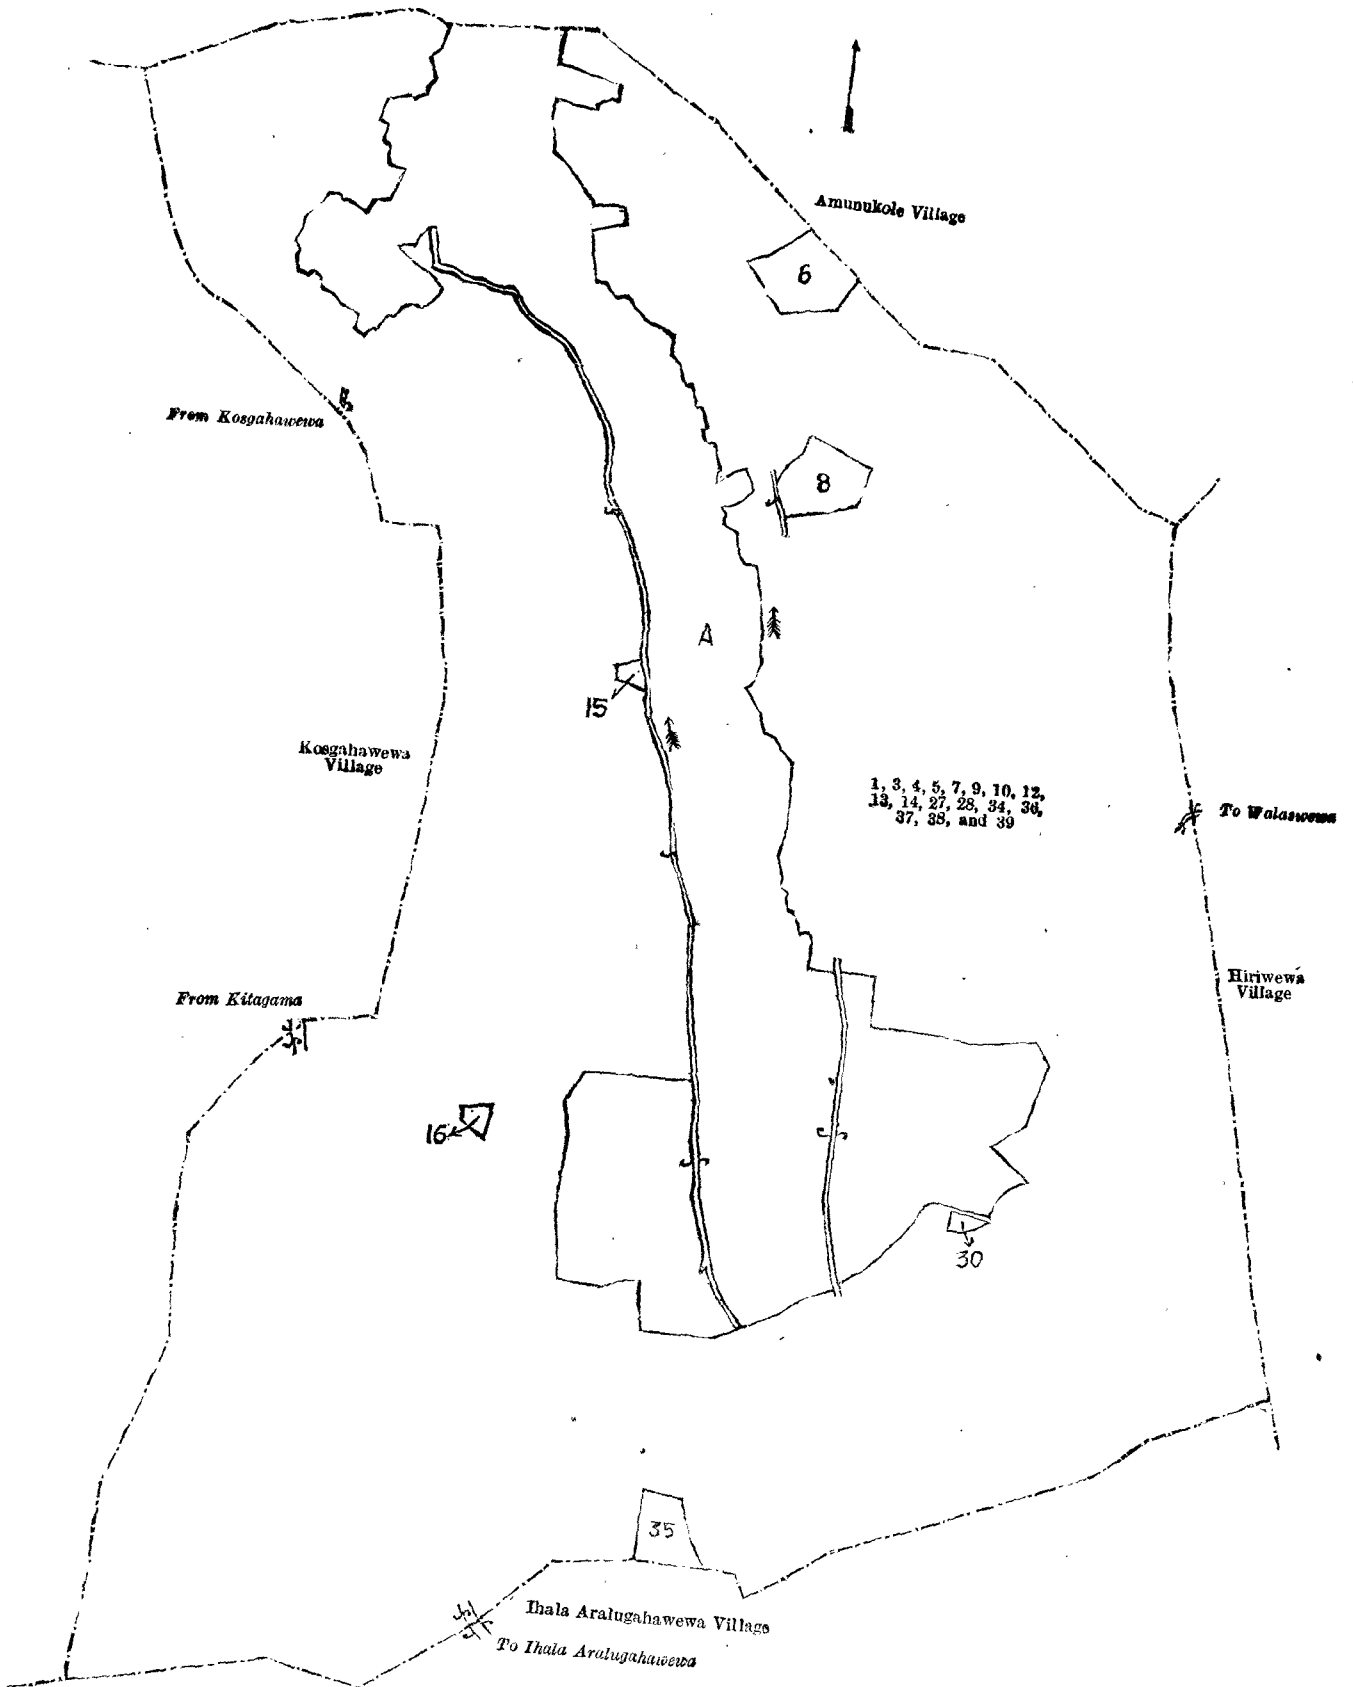 Amunukole Village
6
From Kosgahawewa
8
A
15
Kosgahawewa
Village
1, 3, 4, 5, 7, 9, 10, 12,
13, 14, 27, 28, 34, 36,
37, 38, and 39
To Walaswewa
Hiriwewa
Village
From Kitagama
16
30
35
Ihala Aralugahawewa Village
To Ihala Aralugahawewa